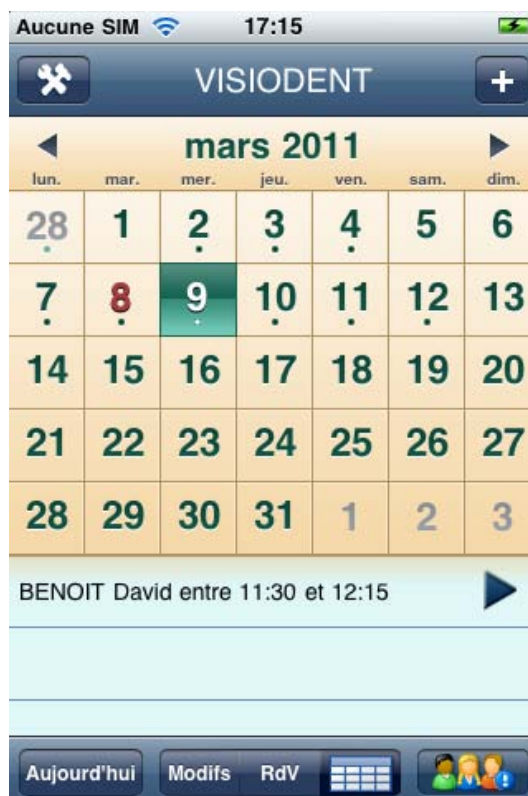 Aucune SIM 17:15
VISIODENT +
mars 2011
lun. mar. mer. jeu. ven. sam. dim.
28 1 2 3 4 5 6
7 8 9 10 11 12 13
14 15 16 17 18 19 20
21 22 23 24 25 26 27
28 29 30 31 1 2 3
BENOIT David entre 11:30 et 12:15
Aujourd'hui Modifs RdV